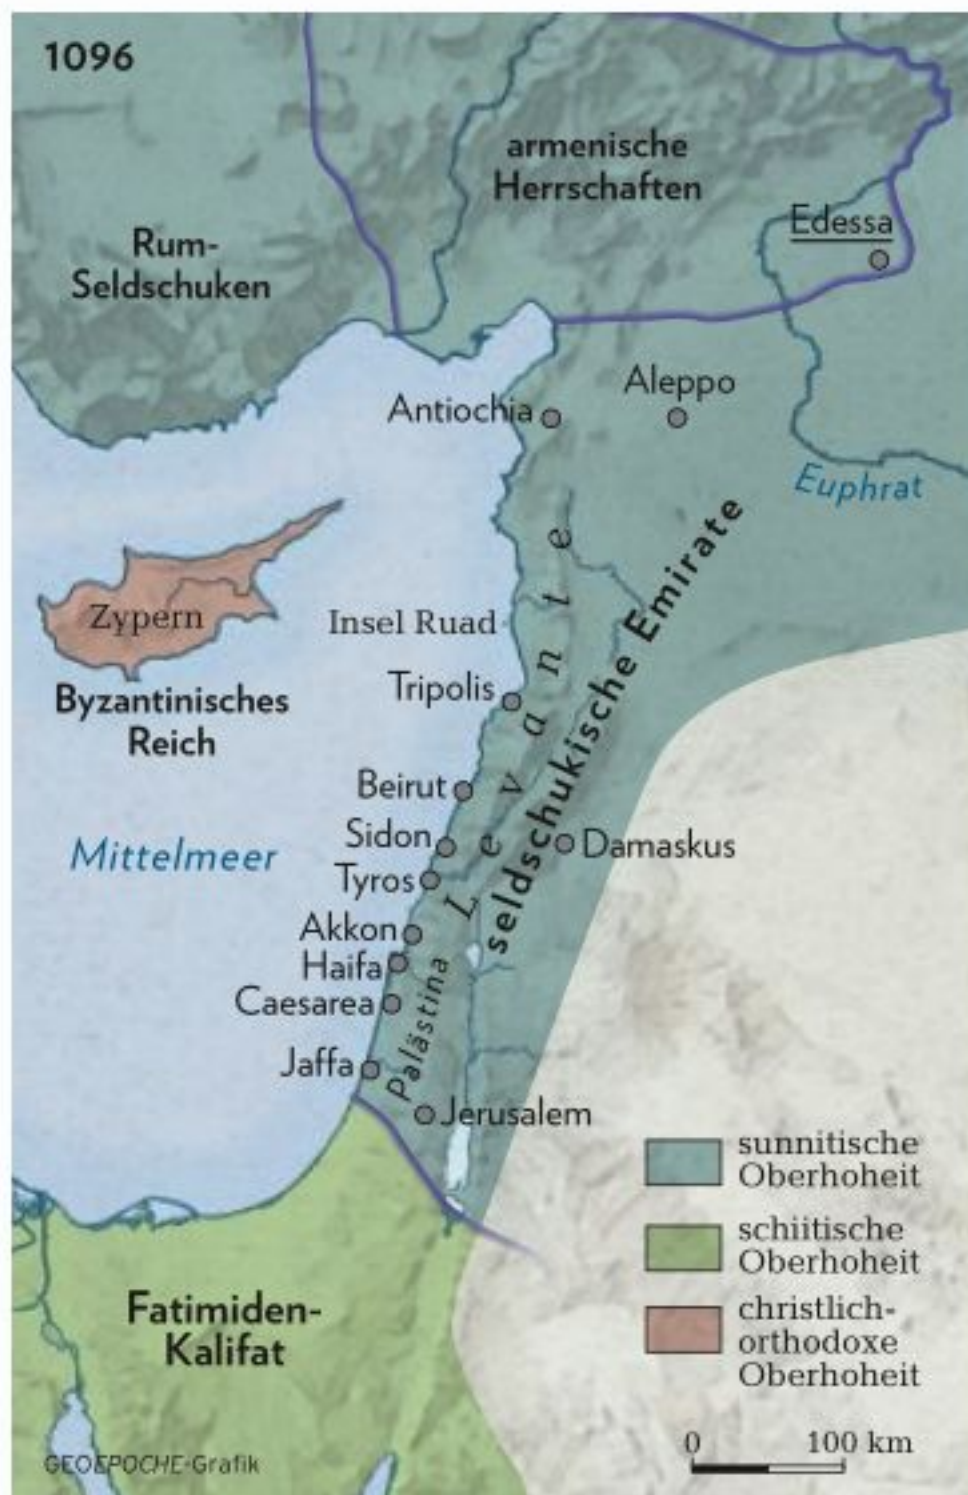 1096
armenische
Herrschaften
Edessa
Rum-
Seldschuken
Aleppo
Antiochia
Euphrat
Zypern
Insel Ruad
Levante
seldschukische Emirate
Tripolis
Byzantinisches
Reich
Beirut
Sidon
Damaskus
Mittelmeer
Tyros
Akkon
Haifa
Palästina
Caesarea
Jaffa
Jerusalem
sunnitische
Oberhoheit
schiitische
Oberhoheit
christlich-
orthodoxe
Oberhoheit
Fatimiden-
Kalifat
0 100 km
GEOEPOCHE-Grafik